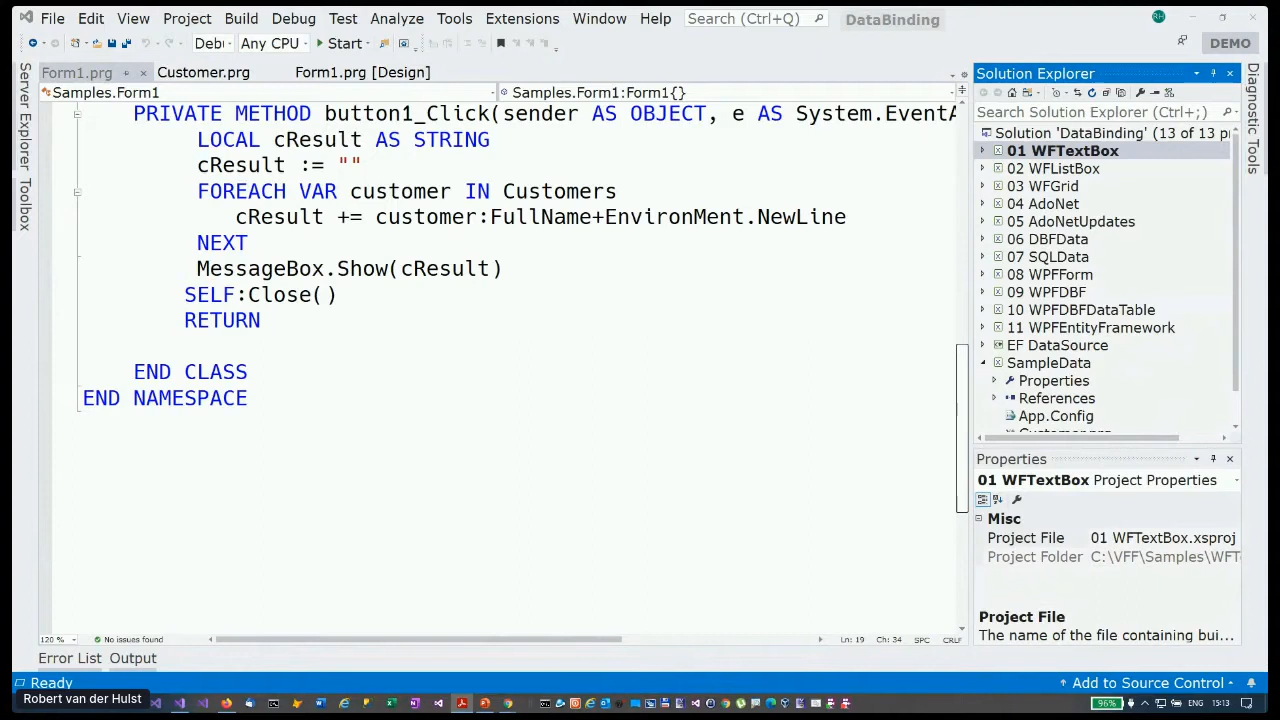 File Edit View Project Build Debug Test Analyze Tools Extensions Window Help Search (Ctrl+Q) DataBinding RH
Debu Any CPU Start DEMO
Form1.prg Customer.prg Form1.prg [Design]
Samples.Form1 Samples.Form1:Form1{}
PRIVATE METHOD button1_Click(sender AS OBJECT, e AS System.EventA
LOCAL cResult AS STRING
cResult := ""
FOREACH VAR customer IN Customers
cResult += customer:FullName+EnvironMent.NewLine
NEXT
MessageBox.Show(cResult)
SELF:Close()
RETURN
END CLASS
END NAMESPACE
120 % No issues found Ln: 19 Ch: 34 SPC CRLF
Error List Output
Ready
Add to Source Control
Server Explorer
Toolbox
Solution Explorer
Search Solution Explorer (Ctrl+;)
Solution 'DataBinding' (13 of 13 pr
01 WFTextBox
02 WFListBox
03 WFGrid
04 AdoNet
05 AdoNetUpdates
06 DBFData
07 SQLData
08 WPFForm
09 WPFDBF
10 WPFDBFDataTable
11 WPFEntityFramework
EF DataSource
SampleData
Properties
References
App.Config
Properties
01 WFTextBox Project Properties
Misc
Project File 01 WFTextBox.xsproj
Project Folder C:\VFF\Samples\WFT
Project File
The name of the file containing bui...
Diagnostic Tools
Robert van der Hulst
96% ENG 15:13